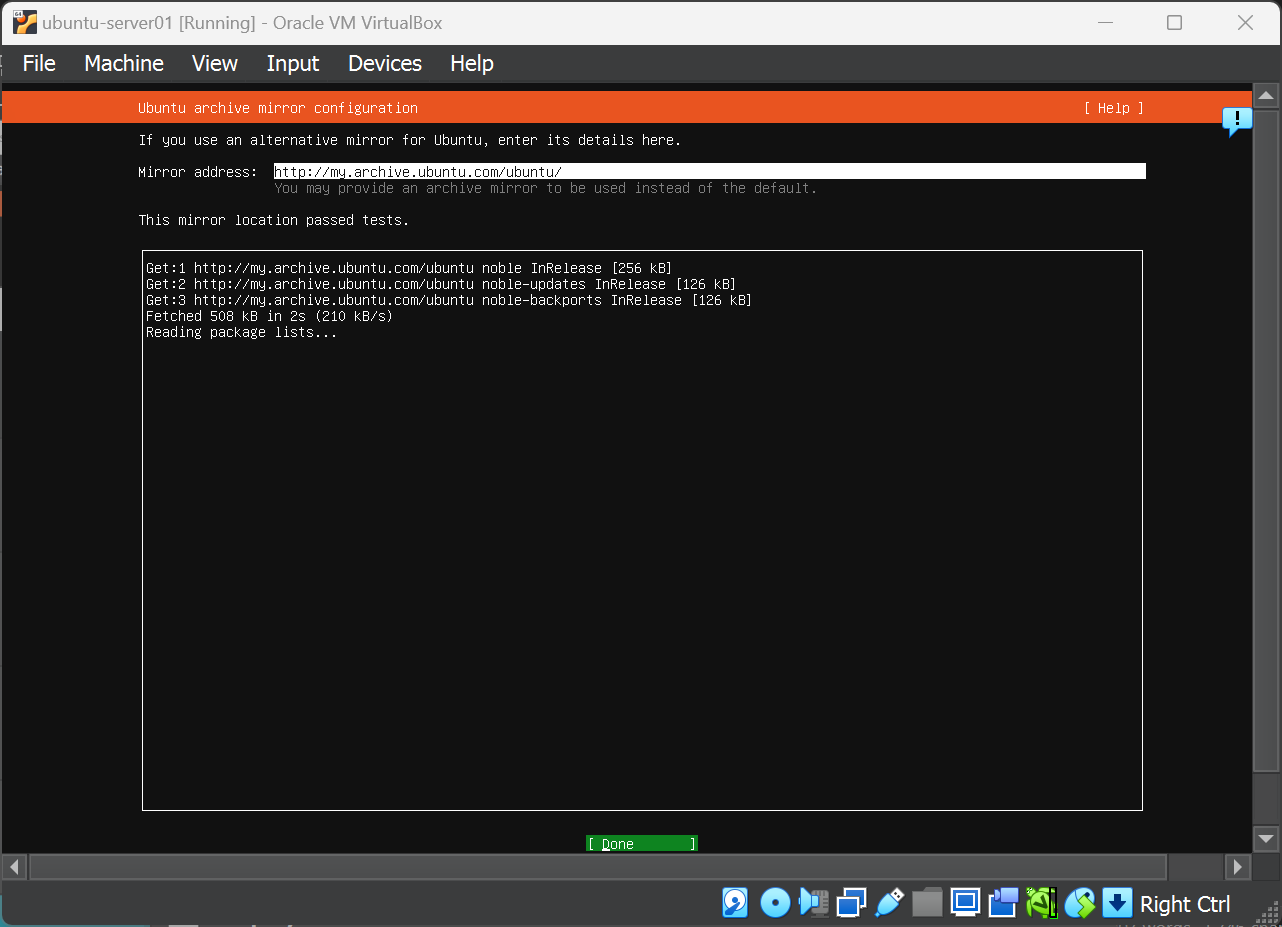 ubuntu-server01 [Running] - Oracle VM VirtualBox
File Machine View Input Devices Help
Ubuntu archive mirror configuration [ Help ]
If you use an alternative mirror for Ubuntu, enter its details here.
Mirror address: http://my.archive.ubuntu.com/ubuntu/
You may provide an archive mirror to be used instead of the default.
This mirror location passed tests.
Get:1 http://my.archive.ubuntu.com/ubuntu noble InRelease [256 kB]
Get:2 http://my.archive.ubuntu.com/ubuntu noble-updates InRelease [126 kB]
Get:3 http://my.archive.ubuntu.com/ubuntu noble-backports InRelease [126 kB]
Fetched 508 kB in 2s (210 kB/s)
Reading package lists...
[ Done ]
Right Ctrl